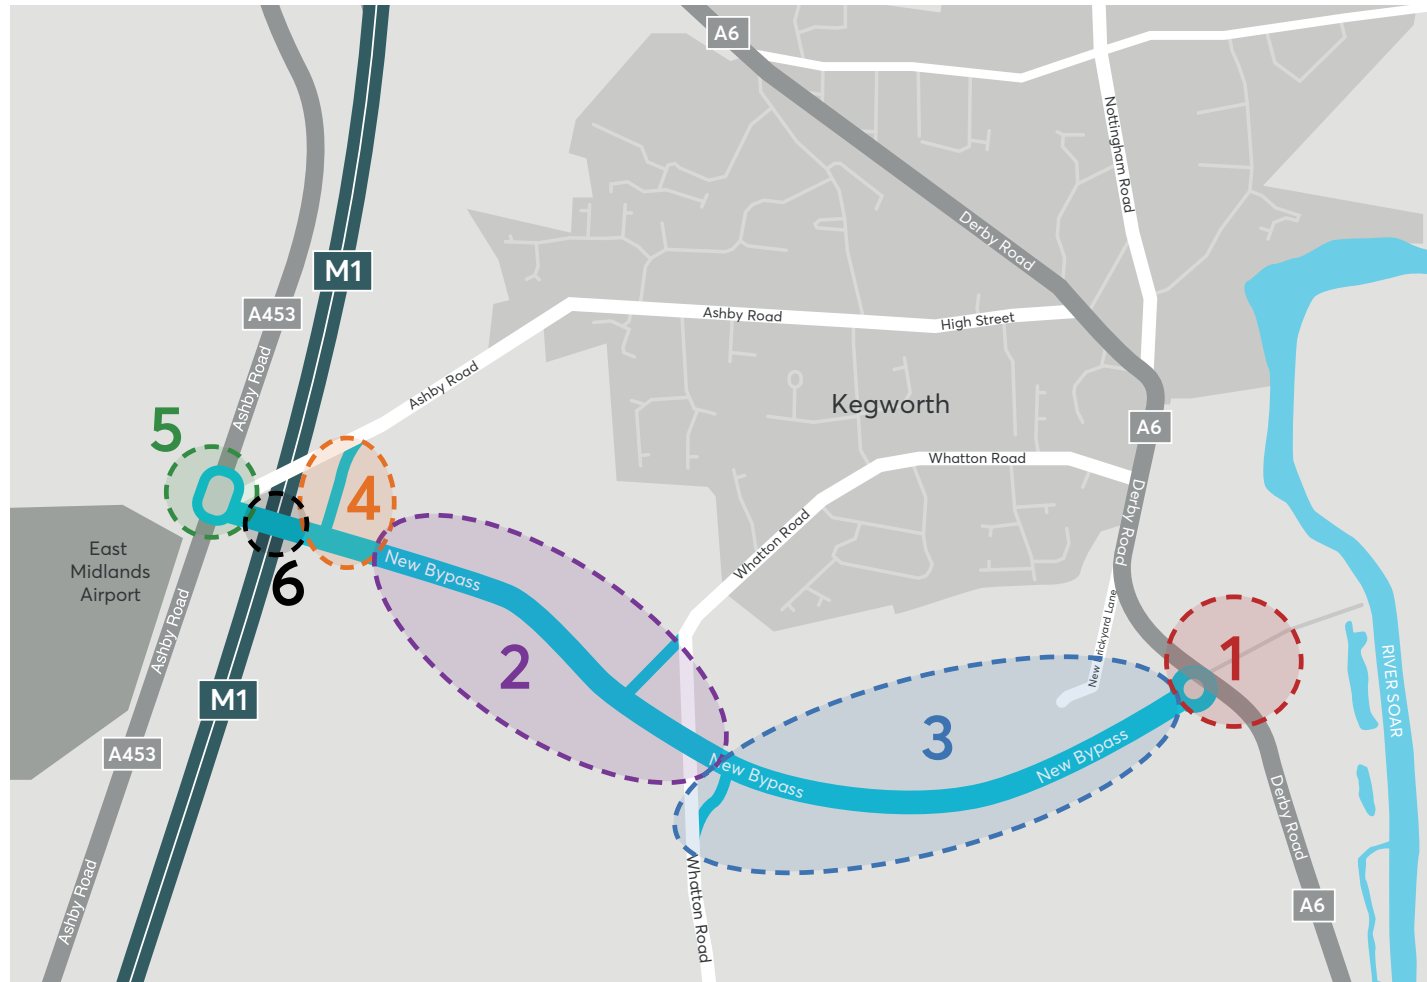 A6
Nottingham Road
Derby Road
M1
A453
Ashby Road
High Street
Ashby Road
Ashby Road
Kegworth
A6
5
Whatton Road
4
Derby Road
East
Midlands
Airport
6
New Bypass
Whatton Road
Ashby Road
2
1
New Brickyard Lane
RIVER SOAR
M1
3
A453
New Bypass
New Bypass
Derby Road
Ashby Road
Whatton Road
A6